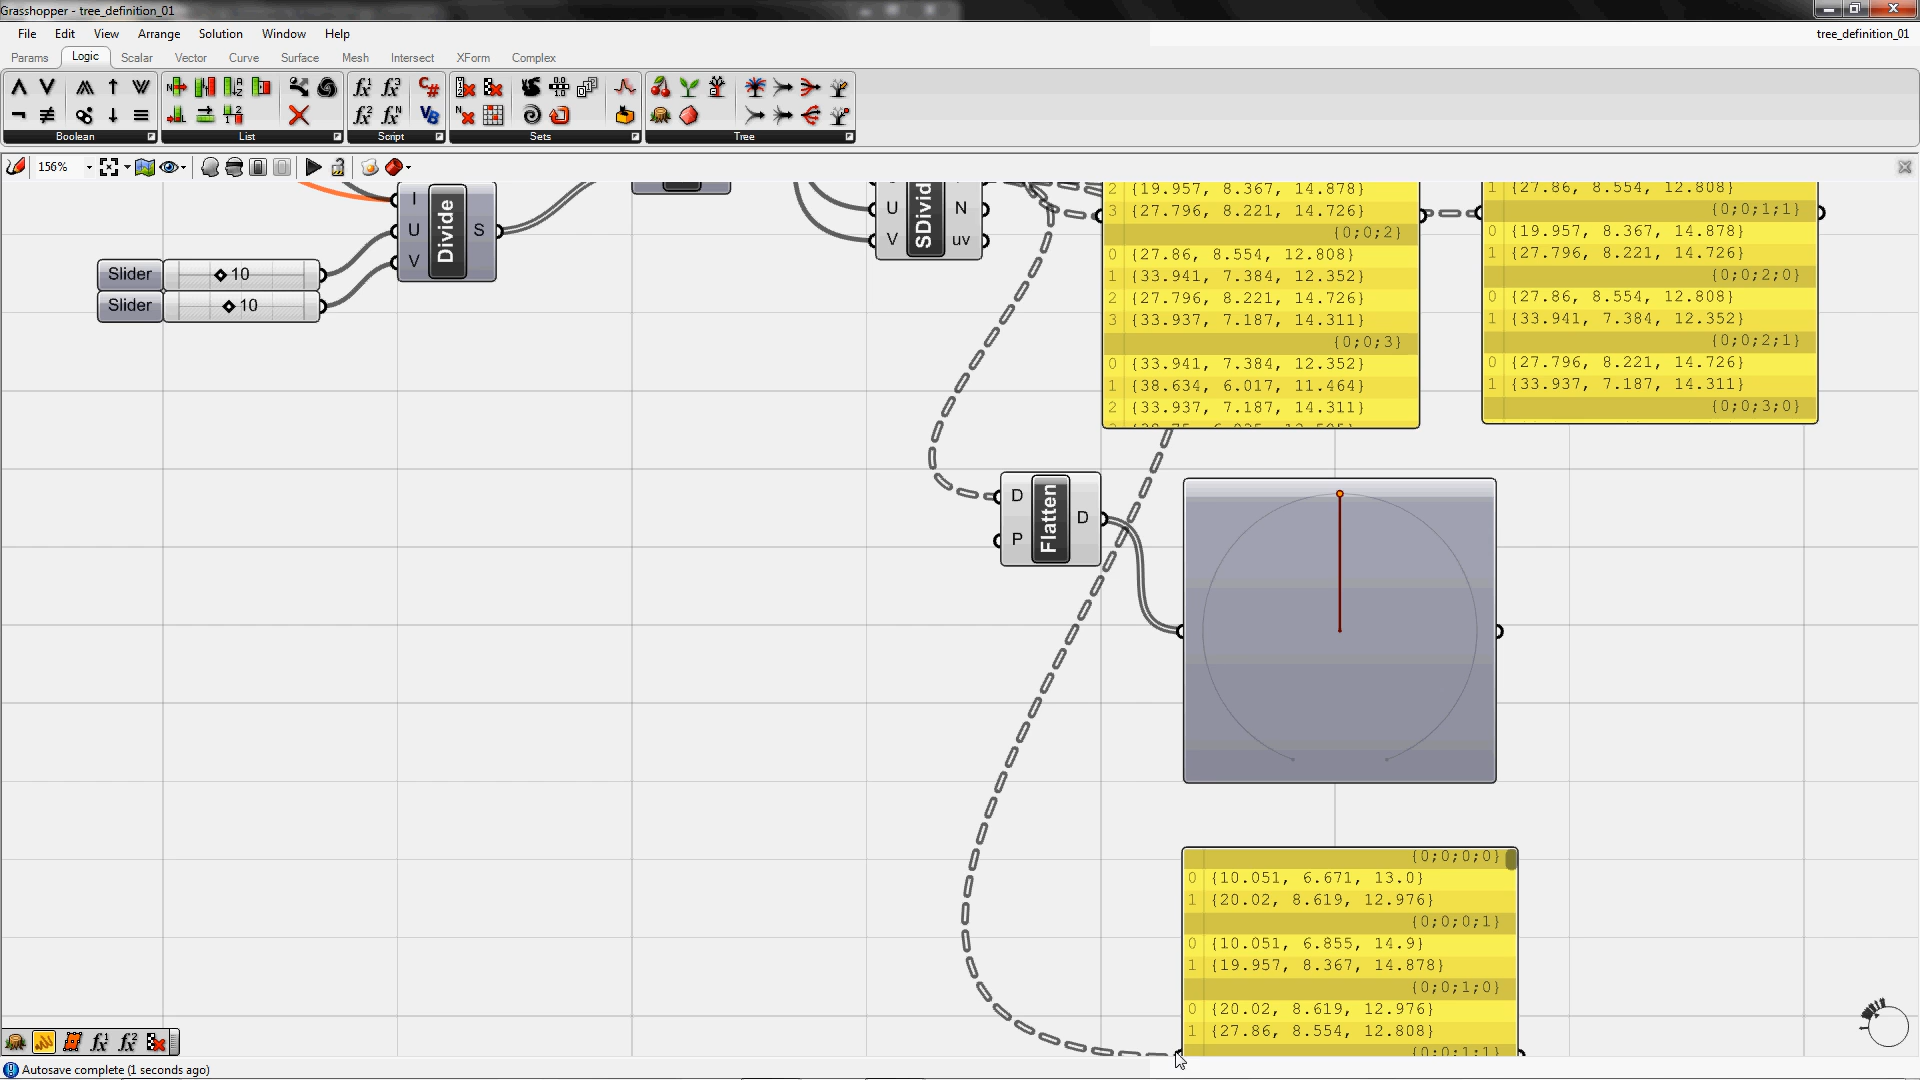 Grasshopper - tree_definition_01
File Edit View Arrange Solution Window Help
tree_definition_01
Params Logic Scalar Vector Curve Surface Mesh Intersect XForm Complex
Boolean List Script Sets Tree
156%
I
U
V
Divide
S
Slider 10
Slider 10
U
V
SDivid
N
uv
2 {19.957, 8.367, 14.878}
3 {27.796, 8.221, 14.726}
{0;0;2}
0 {27.86, 8.554, 12.808}
1 {33.941, 7.384, 12.352}
2 {27.796, 8.221, 14.726}
3 {33.937, 7.187, 14.311}
{0;0;3}
0 {33.941, 7.384, 12.352}
1 {38.634, 6.017, 11.464}
2 {33.937, 7.187, 14.311}
1 {27.86, 8.554, 12.808}
{0;0;1;1}
0 {19.957, 8.367, 14.878}
1 {27.796, 8.221, 14.726}
{0;0;2;0}
0 {27.86, 8.554, 12.808}
1 {33.941, 7.384, 12.352}
{0;0;2;1}
0 {27.796, 8.221, 14.726}
1 {33.937, 7.187, 14.311}
{0;0;3;0}
D
P
Flatten
D
{0;0;0;0}
0 {10.051, 6.671, 13.0}
1 {20.02, 8.619, 12.976}
{0;0;0;1}
0 {10.051, 6.855, 14.9}
1 {19.957, 8.367, 14.878}
{0;0;1;0}
0 {20.02, 8.619, 12.976}
1 {27.86, 8.554, 12.808}
{0;0;1;1}
Autosave complete (1 seconds ago)